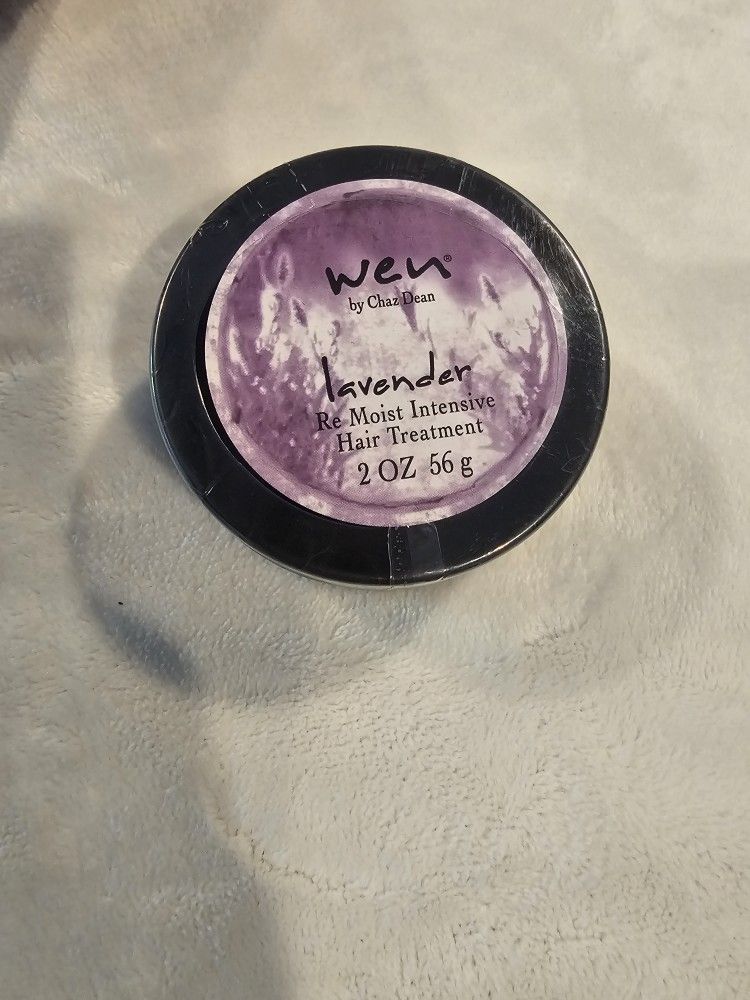 wen®
by Chaz Dean
lavender
Re Moist Intensive
Hair Treatment
2 OZ 56 g